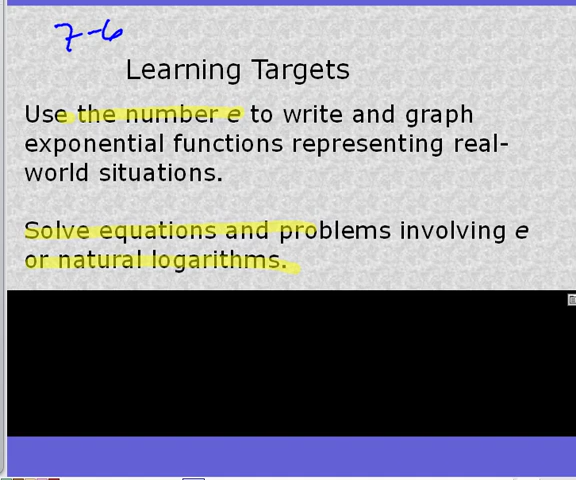 7-6
Learning Targets
Use the number e to write and graph
exponential functions representing real-
world situations.
Solve equations and problems involving e
or natural logarithms.